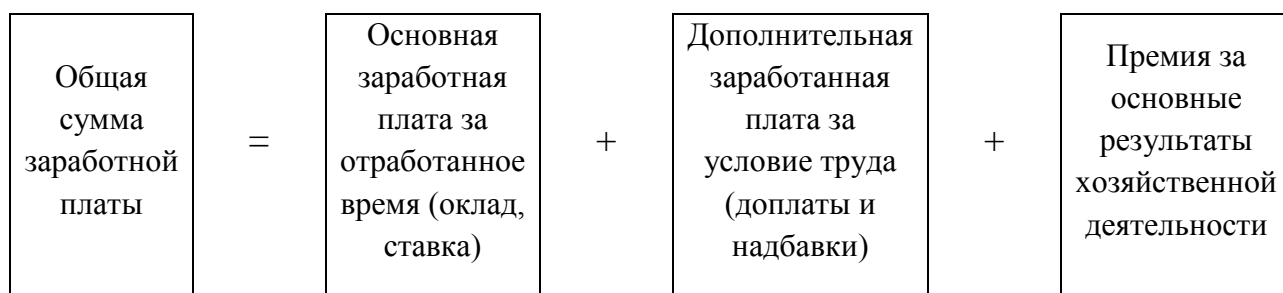 Общая
сумма
заработной
платы
=
Основная
заработная
плата за
отработанное
время (оклад,
ставка)
+
Дополнительная
заработанная
плата за
условие труда
(доплаты и
надбавки)
+
Премия за
основные
результаты
хозяйственной
деятельности